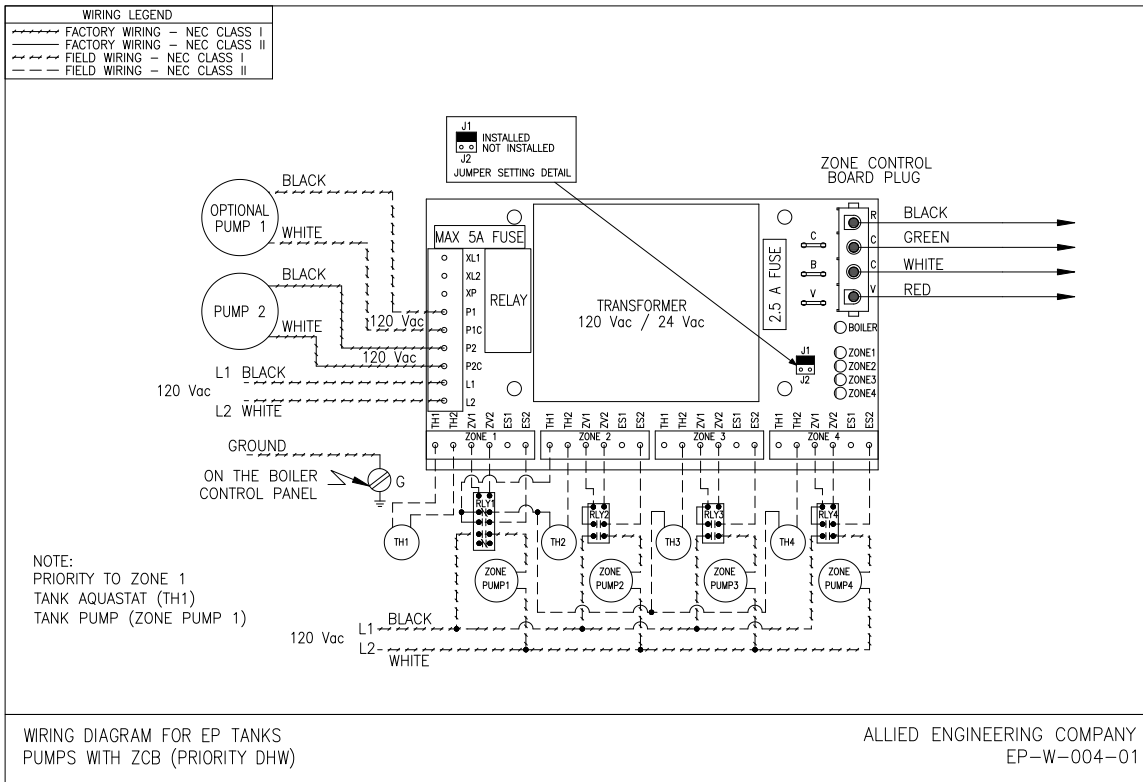 WIRING LEGEND
FACTORY WIRING – NEC CLASS I
FACTORY WIRING – NEC CLASS II
FIELD WIRING – NEC CLASS I
FIELD WIRING – NEC CLASS II
J1
INSTALLED
NOT INSTALLED
J2
JUMPER SETTING DETAIL
ZONE CONTROL
BOARD PLUG
OPTIONAL
PUMP 1
BLACK
WHITE
PUMP 2
BLACK
WHITE
120 Vac
120 Vac
L1 BLACK
120 Vac
L2 WHITE
GROUND
ON THE BOILER
CONTROL PANEL
G
MAX 5A FUSE
XL1
XL2
XP
P1
P1C
P2
P2C
L1
L2
RELAY
TRANSFORMER
120 Vac / 24 Vac
2.5 A FUSE
C
B
V
R BLACK
C GREEN
C WHITE
V RED
BOILER
ZONE1
ZONE2
ZONE3
ZONE4
J1
J2
TH1 TH2 ZV1 ZV2 ES1 ES2
ZONE 1
TH1 TH2 ZV1 ZV2 ES1 ES2
ZONE 2
TH1 TH2 ZV1 ZV2 ES1 ES2
ZONE 3
TH1 TH2 ZV1 ZV2 ES1 ES2
ZONE 4
RLY1
RLY2
RLY3
RLY4
TH1
TH2
TH3
TH4
ZONE
PUMP1
ZONE
PUMP2
ZONE
PUMP3
ZONE
PUMP4
NOTE:
PRIORITY TO ZONE 1
TANK AQUASTAT (TH1)
TANK PUMP (ZONE PUMP 1)
120 Vac
L1 BLACK
L2 WHITE
WIRING DIAGRAM FOR EP TANKS
PUMPS WITH ZCB (PRIORITY DHW)
ALLIED ENGINEERING COMPANY
EP–W–004–01